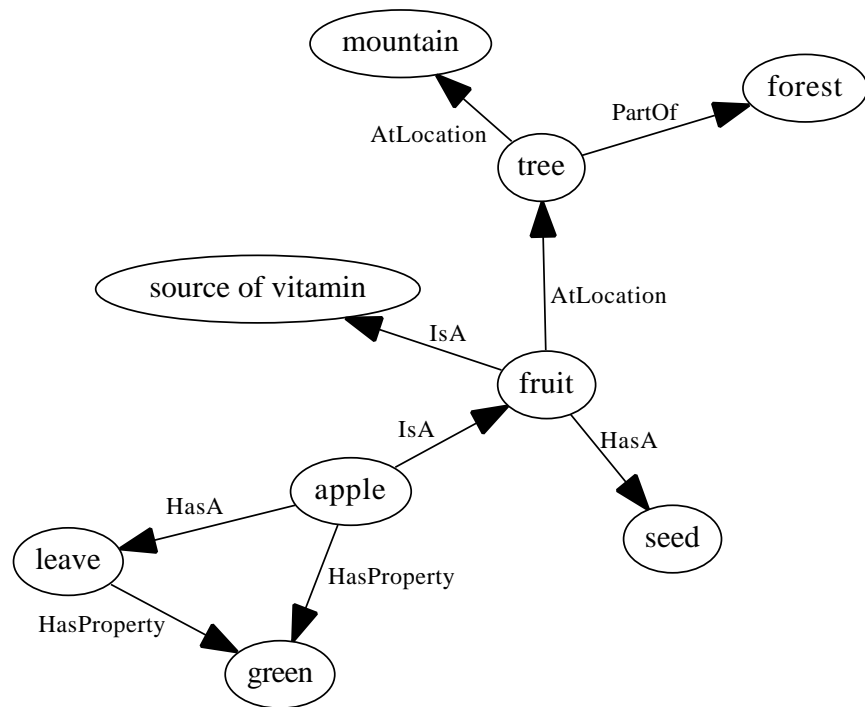 mountain
forest
PartOf
AtLocation
tree
source of vitamin
AtLocation
IsA
fruit
IsA
HasA
apple
HasA
seed
leave
HasProperty
HasProperty
green